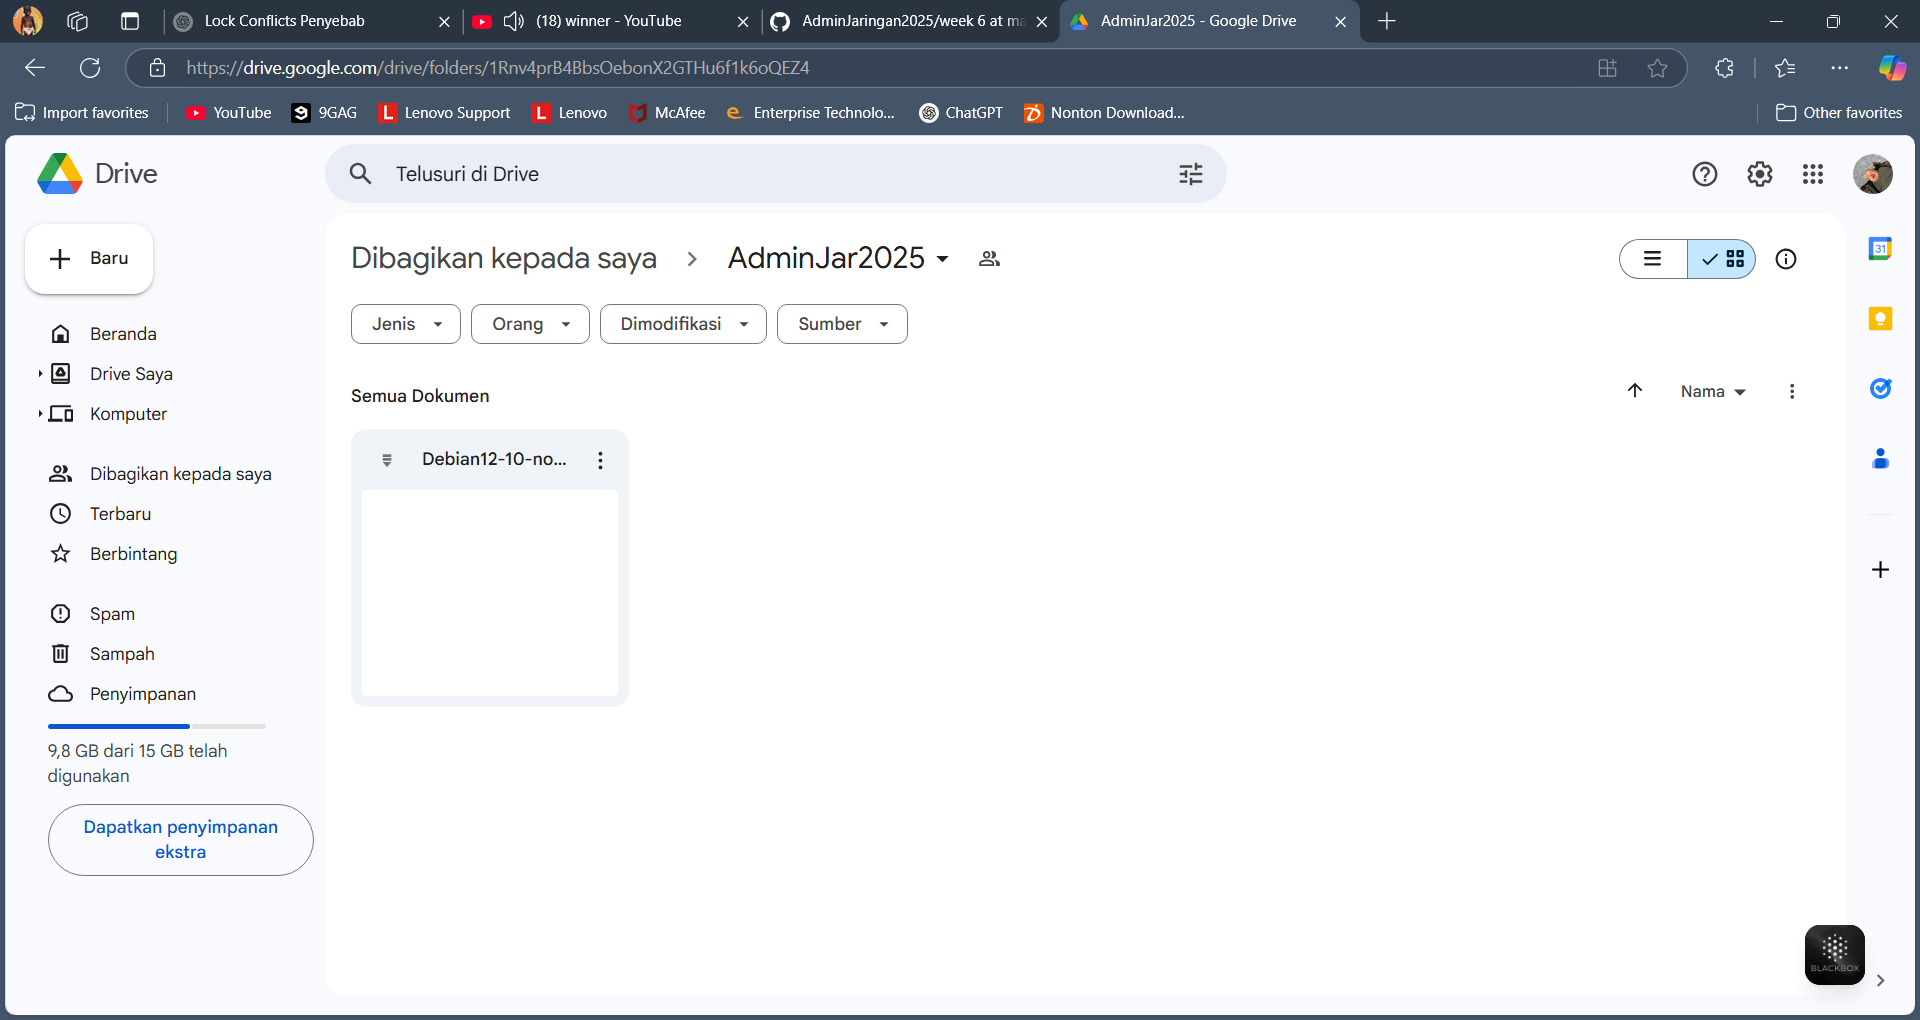 Lock Conflicts Penyebab
(18) winner - YouTube
AdminJaringan2025/week 6 at ma
AdminJar2025 - Google Drive
https://drive.google.com/drive/folders/1Rnv4prB4BbsOebonX2GTHu6f1k6oQEZ4
Import favorites
YouTube
9GAG
Lenovo Support
Lenovo
McAfee
Enterprise Technolo...
ChatGPT
Nonton Download...
Other favorites
Drive
Telusuri di Drive
Baru
Dibagikan kepada saya
AdminJar2025
Jenis
Orang
Dimodifikasi
Sumber
Beranda
Drive Saya
Komputer
Dibagikan kepada saya
Terbaru
Berbintang
Spam
Sampah
Penyimpanan
9,8 GB dari 15 GB telah
digunakan
Dapatkan penyimpanan
ekstra
Semua Dokumen
Nama
Debian12-10-no...
31
BLACKBOX